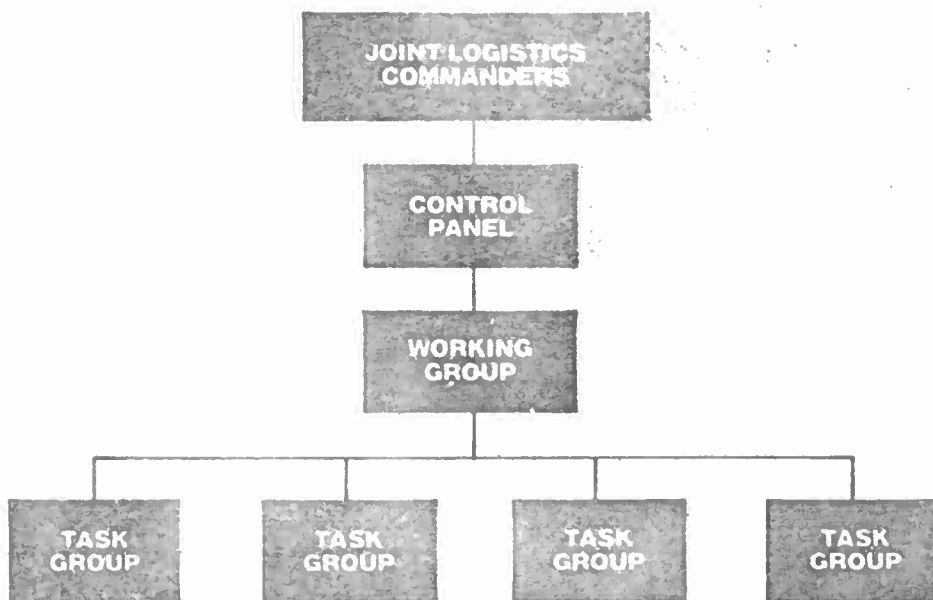 JOINT LOGISTICS
COMMANDERS
CONTROL
PANEL
WORKING
GROUP
TASK
GROUP
TASK
GROUP
TASK
GROUP
TASK
GROUP